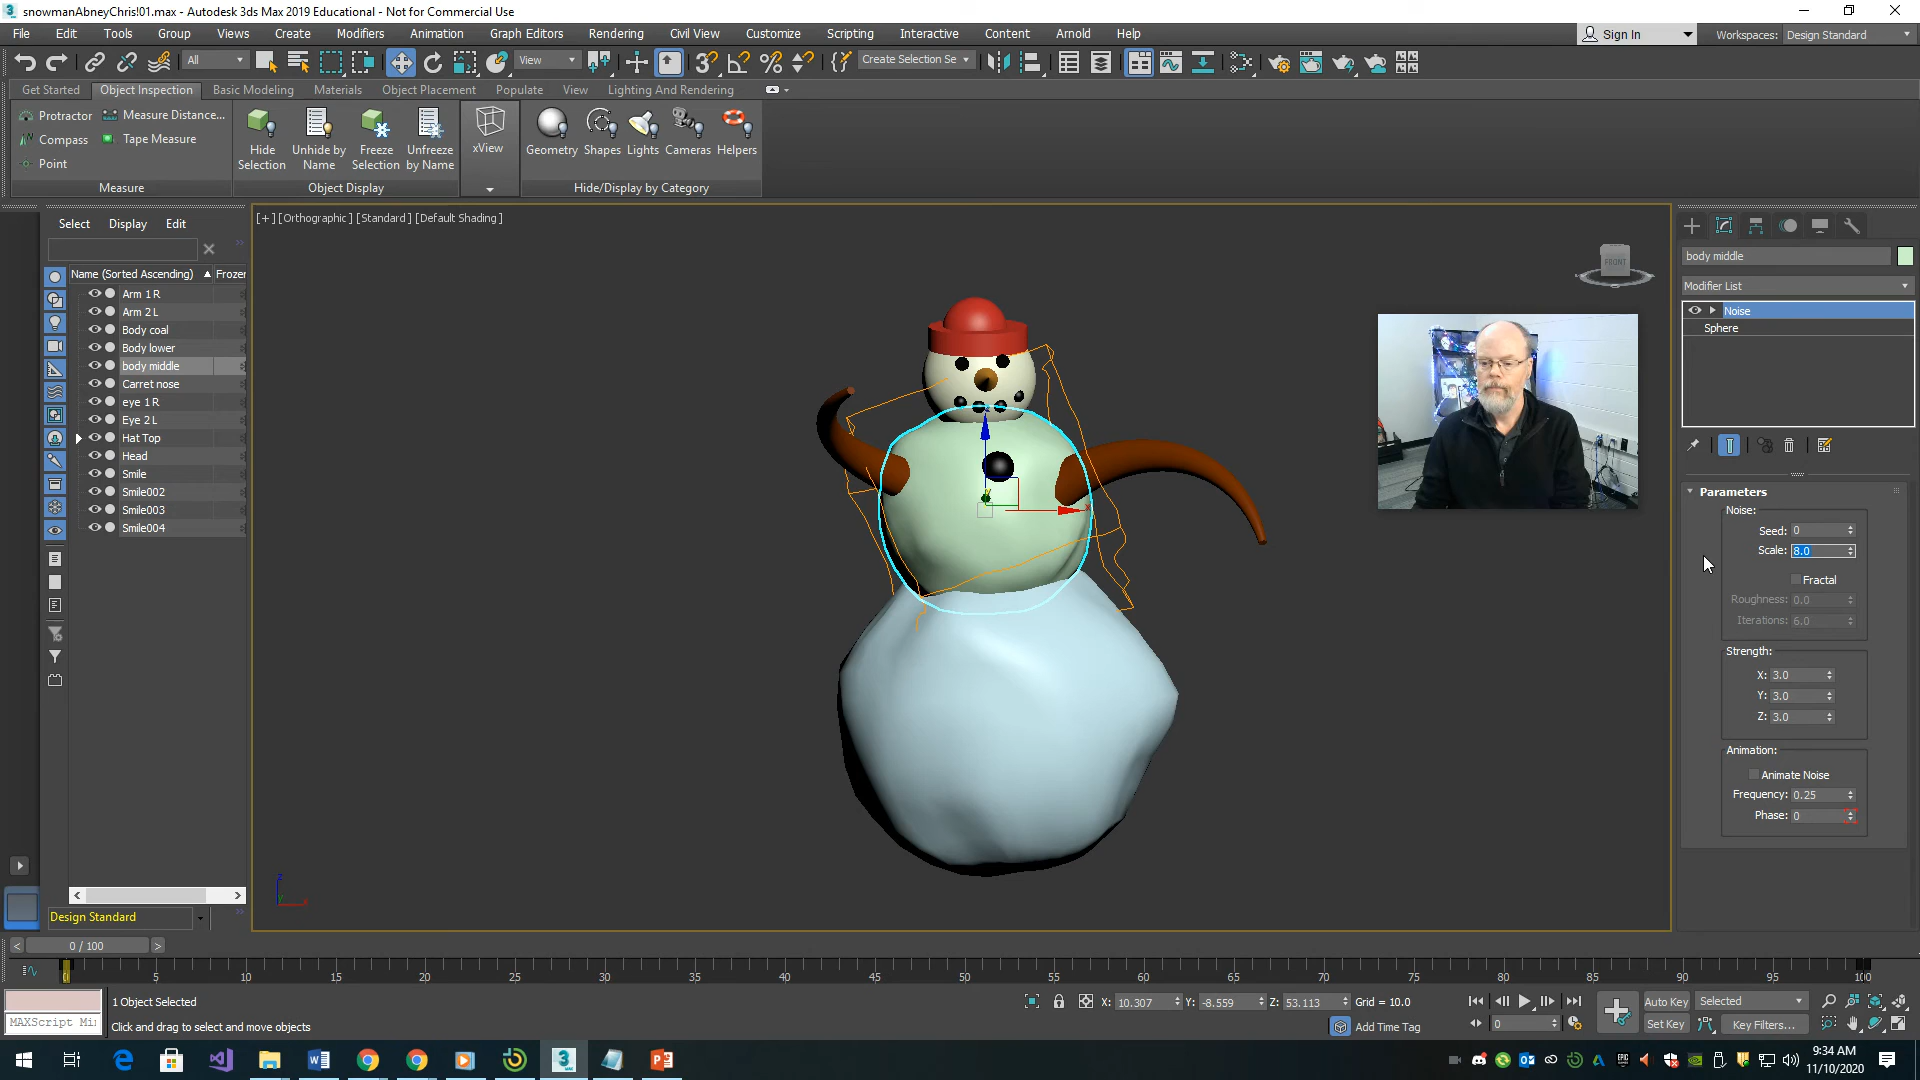 snowmanAbneyChris!01.max - Autodesk 3ds Max 2019 Educational - Not for Commercial Use
File Edit Tools Group Views Create Modifiers Animation Graph Editors Rendering Civil View Customize Scripting Interactive Content Arnold Help
Sign In Workspaces: Design Standard
All View Create Selection Se
Get Started Object Inspection Basic Modeling Materials Object Placement Populate View Lighting And Rendering
Protractor Measure Distance...
Compass Tape Measure
Point
Hide Selection
Unhide by Name
Freeze Selection
Unfreeze by Name
xView
Geometry Shapes Lights Cameras Helpers
Measure Object Display Hide/Display by Category
Select Display Edit
Name (Sorted Ascending) Frozen
Arm 1 R
Arm 2 L
Body coal
Body lower
body middle
Carret nose
eye 1 R
Eye 2 L
Hat Top
Head
Smile
Smile002
Smile003
Smile004
[+] [Orthographic] [Standard] [Default Shading]
FRONT
body middle
Modifier List
Noise
Sphere
Parameters
Noise:
Seed: 0
Scale: 8.0
Fractal
Roughness: 0.0
Iterations: 6.0
Strength:
X: 3.0
Y: 3.0
Z: 3.0
Animation:
Animate Noise
Frequency: 0.25
Phase: 0
Design Standard
0 / 100
0 5 10 15 20 25 30 35 40 45 50 55 60 65 70 75 80 85 90 95 100
1 Object Selected
X: 10.307 Y: -8.559 Z: 53.113 Grid = 10.0
Auto Key Selected
MAXScript Mi
Click and drag to select and move objects
Add Time Tag
0
Set Key Key Filters...
9:34 AM
11/10/2020